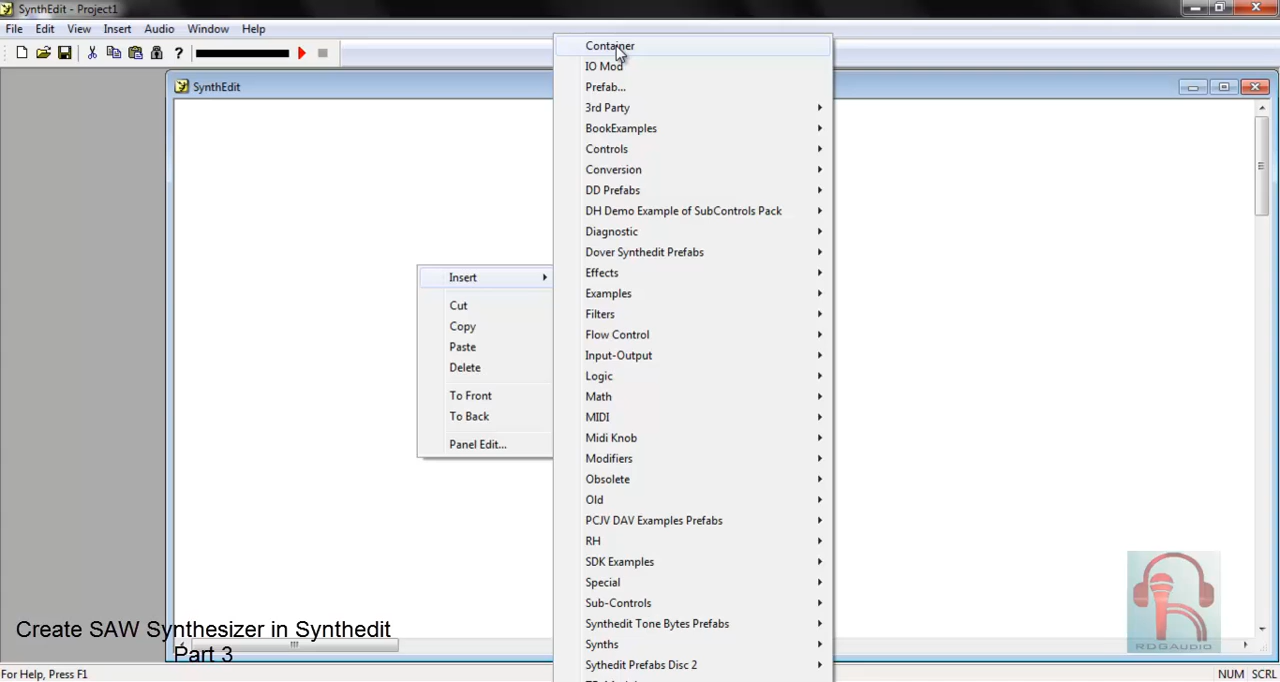 SynthEdit - Project1
File Edit View Insert Audio Window Help
SynthEdit
Insert
Cut
Copy
Paste
Delete
To Front
To Back
Panel Edit...
Container
IO Mod
Prefab...
3rd Party
BookExamples
Controls
Conversion
DD Prefabs
DH Demo Example of SubControls Pack
Diagnostic
Dover Synthedit Prefabs
Effects
Examples
Filters
Flow Control
Input-Output
Logic
Math
MIDI
Midi Knob
Modifiers
Obsolete
Old
PCJV DAV Examples Prefabs
RH
SDK Examples
Special
Sub-Controls
Synthedit Tone Bytes Prefabs
Synths
Sythedit Prefabs Disc 2
RDGAUDIO
Create SAW Synthesizer in Synthedit
Part 3
For Help, Press F1
NUM SCRL